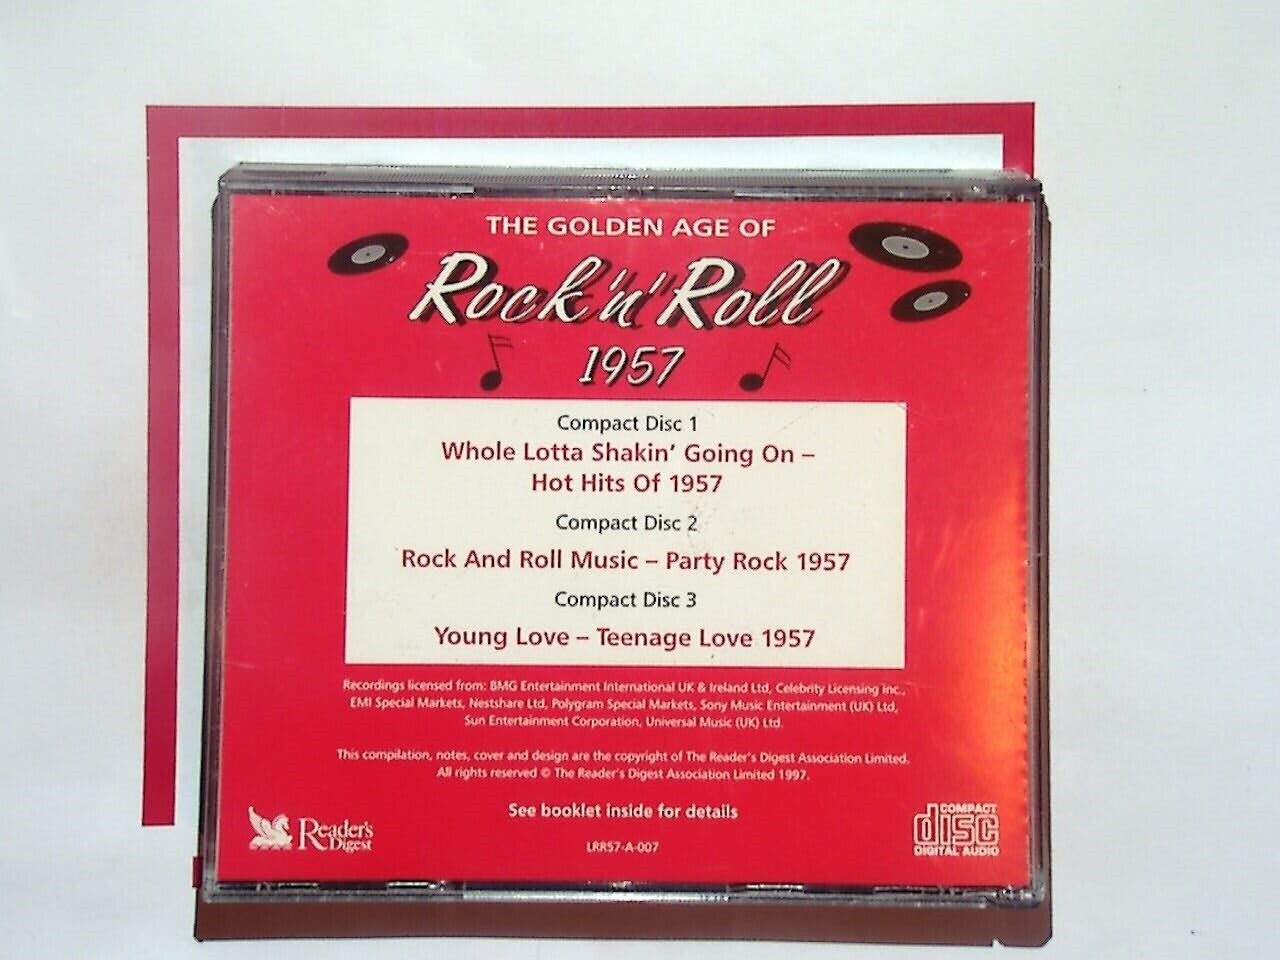 THE GOLDEN AGE OF
Rock 'n' Roll
1957
Compact Disc 1
Whole Lotta Shakin' Going On –
Hot Hits Of 1957
Compact Disc 2
Rock And Roll Music – Party Rock 1957
Compact Disc 3
Young Love – Teenage Love 1957
Recordings licensed from: BMG Entertainment International UK & Ireland Ltd, Celebrity Licensing Inc.,
EMI Special Markets, Nestshare Ltd, Polygram Special Markets, Sony Music Entertainment (UK) Ltd,
Sun Entertainment Corporation, Universal Music (UK) Ltd.
This compilation, notes, cover and design are the copyright of The Reader's Digest Association Limited.
All rights reserved © The Reader's Digest Association Limited 1997.
See booklet inside for details
Reader's
Digest
LRR57-A-007
COMPACT
disc
DIGITAL AUDIO